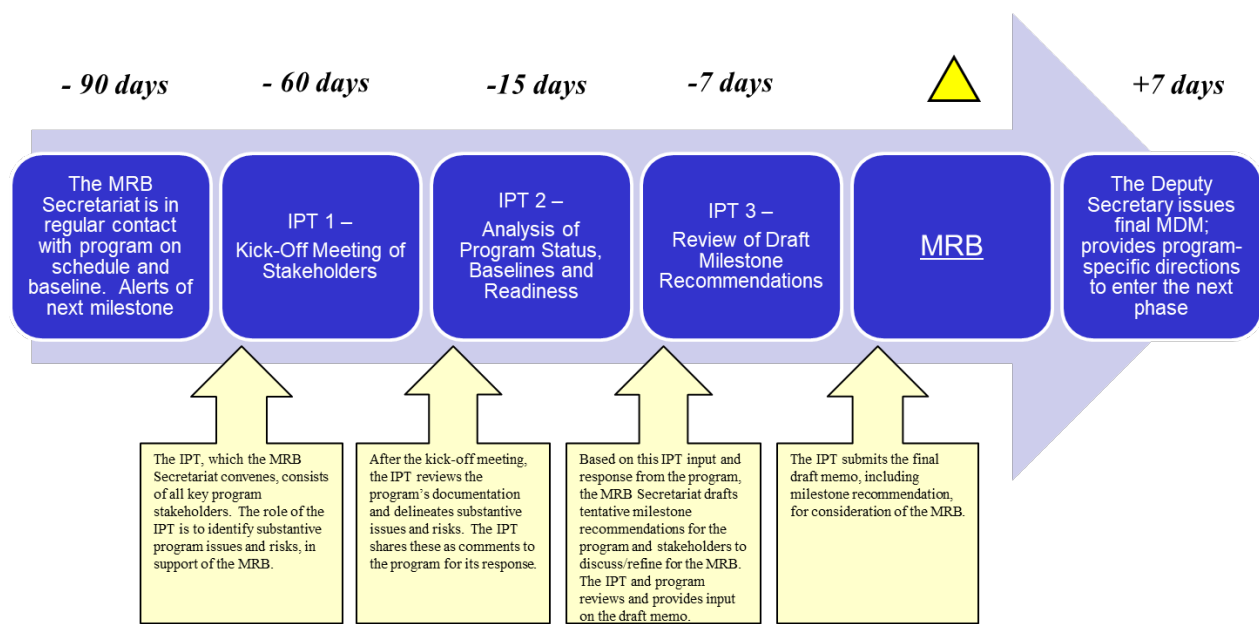 - 90 days
- 60 days
-15 days
-7 days
+7 days
The MRB
Secretariat is in
regular contact
with program on
schedule and
baseline. Alerts of
next milestone
IPT 1 –
Kick-Off Meeting of
Stakeholders
IPT 2 –
Analysis of
Program Status,
Baselines and
Readiness
IPT 3 –
Review of Draft
Milestone
Recommendations
MRB
The Deputy
Secretary issues
final MDM;
provides program-
specific directions
to enter the next
phase
The IPT, which the MRB
Secretariat convenes, consists
of all key program
stakeholders. The role of the
IPT is to identify substantive
program issues and risks, in
support of the MRB.
After the kick-off meeting,
the IPT reviews the
program’s documentation
and delineates substantive
issues and risks. The IPT
shares these as comments to
the program for its response.
Based on this IPT input and
response from the program,
the MRB Secretariat drafts
tentative milestone
recommendations for the
program and stakeholders to
discuss/refine for the MRB.
The IPT and program
reviews and provides input
on the draft memo.
The IPT submits the final
draft memo, including
milestone recommendation,
for consideration of the MRB.